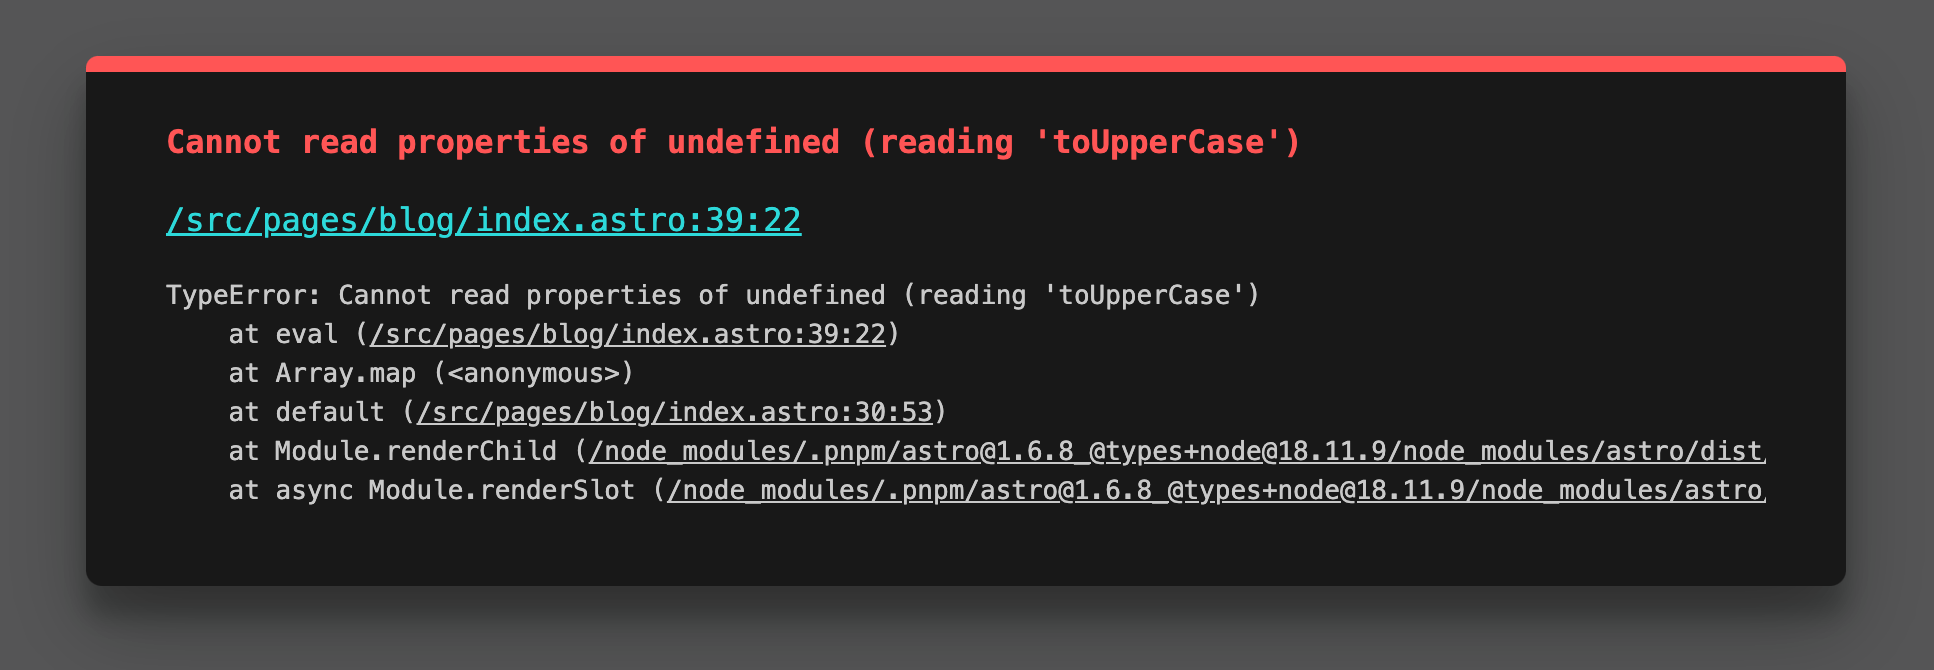 Cannot read properties of undefined (reading 'toUpperCase')
/src/pages/blog/index.astro:39:22
TypeError: Cannot read properties of undefined (reading 'toUpperCase')
    at eval (/src/pages/blog/index.astro:39:22)
    at Array.map (<anonymous>)
    at default (/src/pages/blog/index.astro:30:53)
    at Module.renderChild (/node_modules/.pnpm/astro@1.6.8_@types+node@18.11.9/node_modules/astro/dist/
    at async Module.renderSlot (/node_modules/.pnpm/astro@1.6.8_@types+node@18.11.9/node_modules/astro/